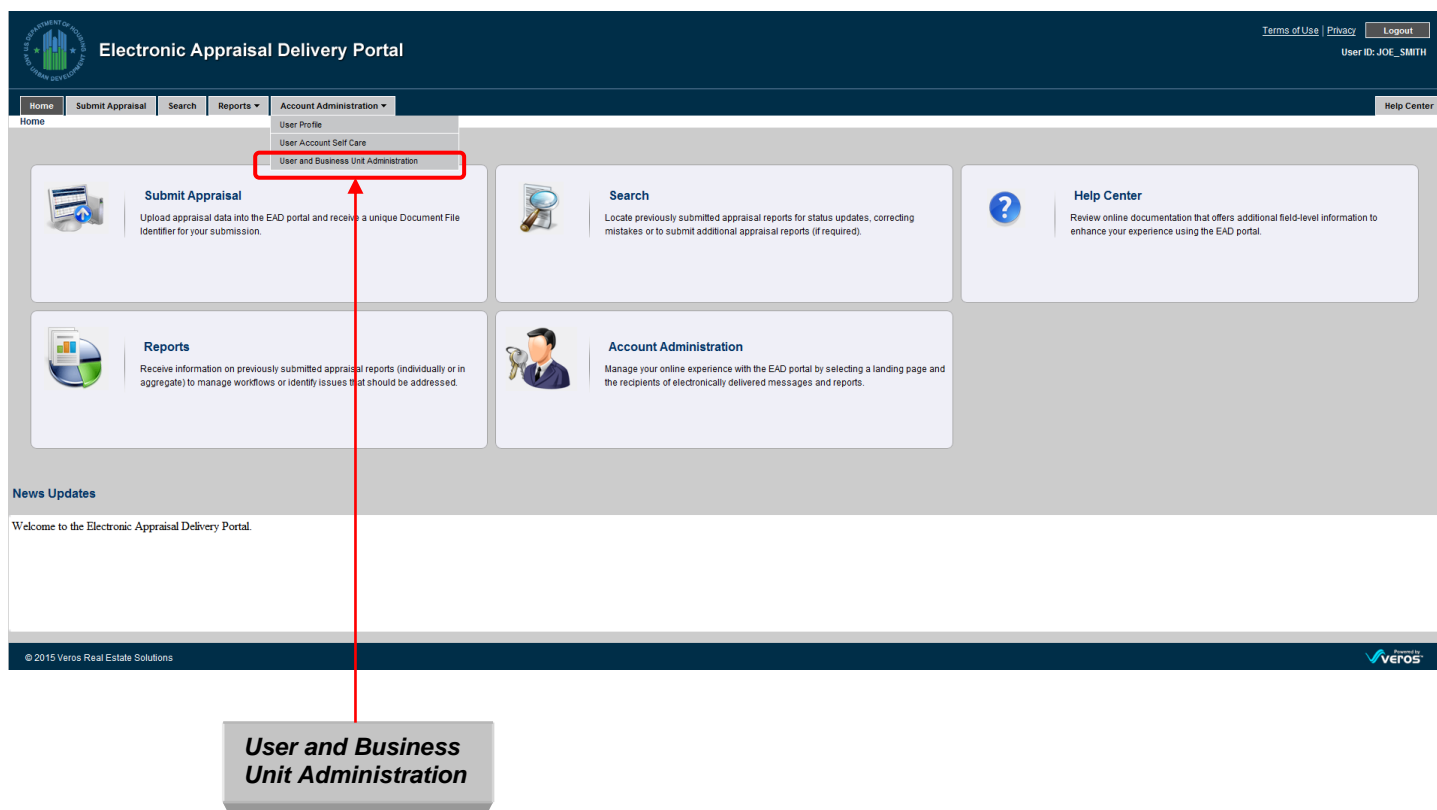 U.S. DEPARTMENT OF HOUSING
AND URBAN DEVELOPMENT
Electronic Appraisal Delivery Portal
Terms of Use | Privacy Logout
User ID: JOE_SMITH
Home Submit Appraisal Search Reports Account Administration Help Center
Home
User Profile
User Account Self Care
User and Business Unit Administration
Submit Appraisal
Upload appraisal data into the EAD portal and receive a unique Document File
Identifier for your submission.
Search
Locate previously submitted appraisal reports for status updates, correcting
mistakes or to submit additional appraisal reports (if required).
Help Center
Review online documentation that offers additional field-level information to
enhance your experience using the EAD portal.
Reports
Receive information on previously submitted appraisal reports (individually or in
aggregate) to manage workflows or identify issues that should be addressed.
Account Administration
Manage your online experience with the EAD portal by selecting a landing page and
the recipients of electronically delivered messages and reports.
News Updates
Welcome to the Electronic Appraisal Delivery Portal.
© 2015 Veros Real Estate Solutions
Powered by
veros
User and Business
Unit Administration